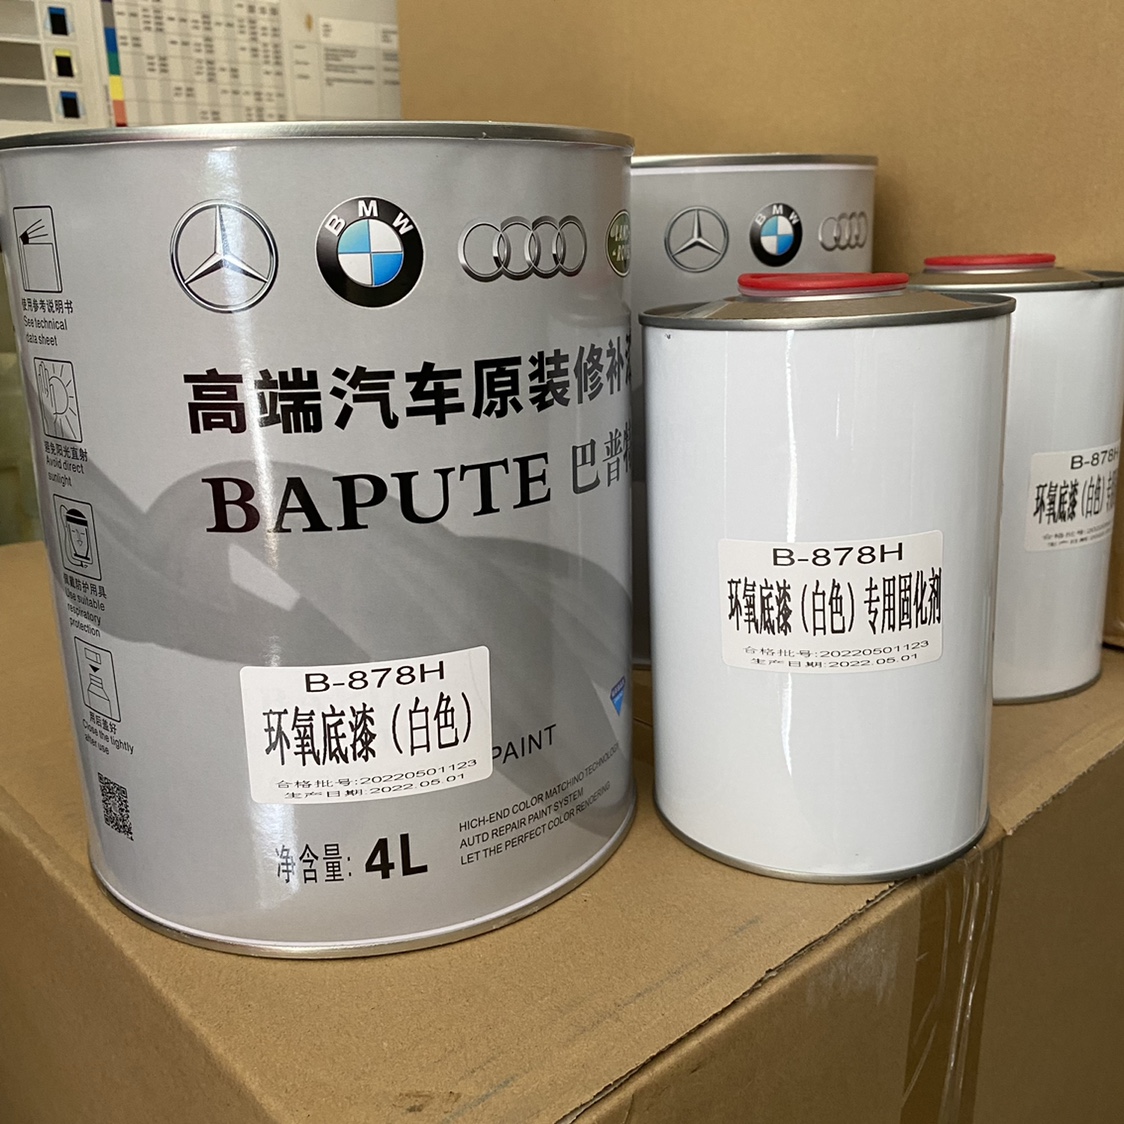 使用参考说明书
See technical
data sheet
避免阳光直射
Avoid direct
sunlight
佩戴防护用具
Use suitable
respiratory
protection
用后盖好
Close the lightly
after use
BMW
高端汽车原装修补
BAPUTE 巴普
B-878H
环氧底漆（白色）
合格批号:20220501123
生产日期:2022.05.01
PAINT
HICH-END COLOR MATCHINO TECHNOLOGY
AUTD REPAIR PAINT SYSTEM
LET THE PERFECT COLOR RENDERING
净含量: 4L
BMW
B-878H
环氧底漆（白色）专用固化剂
合格批号:20220501123
生产日期:2022.05.01
B-878H
环氧底漆（白色）专